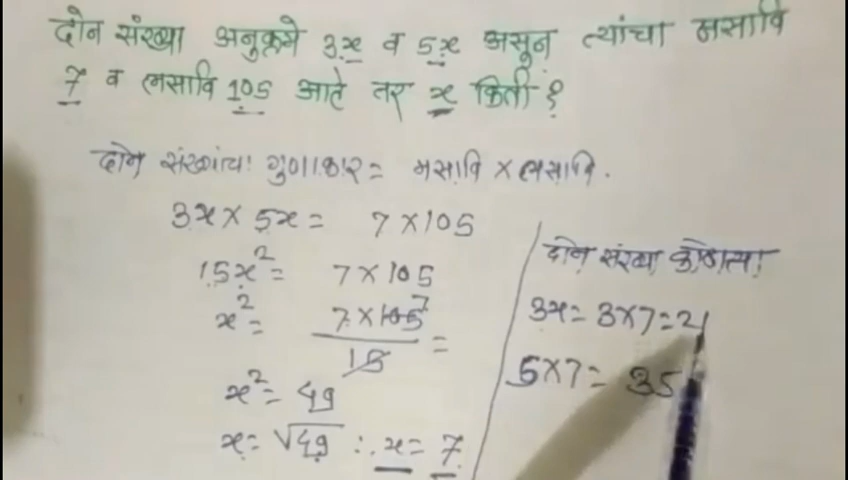 दोन संख्या अनुक्रमे 3x व 5x असून त्यांचा मसावि
7 व लसावि 105 आहे तर x किती ?
दोन संख्यांचा गुणाकार = मसावि × लसावि.
3x × 5x = 7 × 105
15x² = 7 × 105
x² = 7 × 105 7
15 =
x² = 49
x = √49 ∴ x = 7
दोन संख्या कोणत्या
3x = 3×7 = 21
5×7 = 35